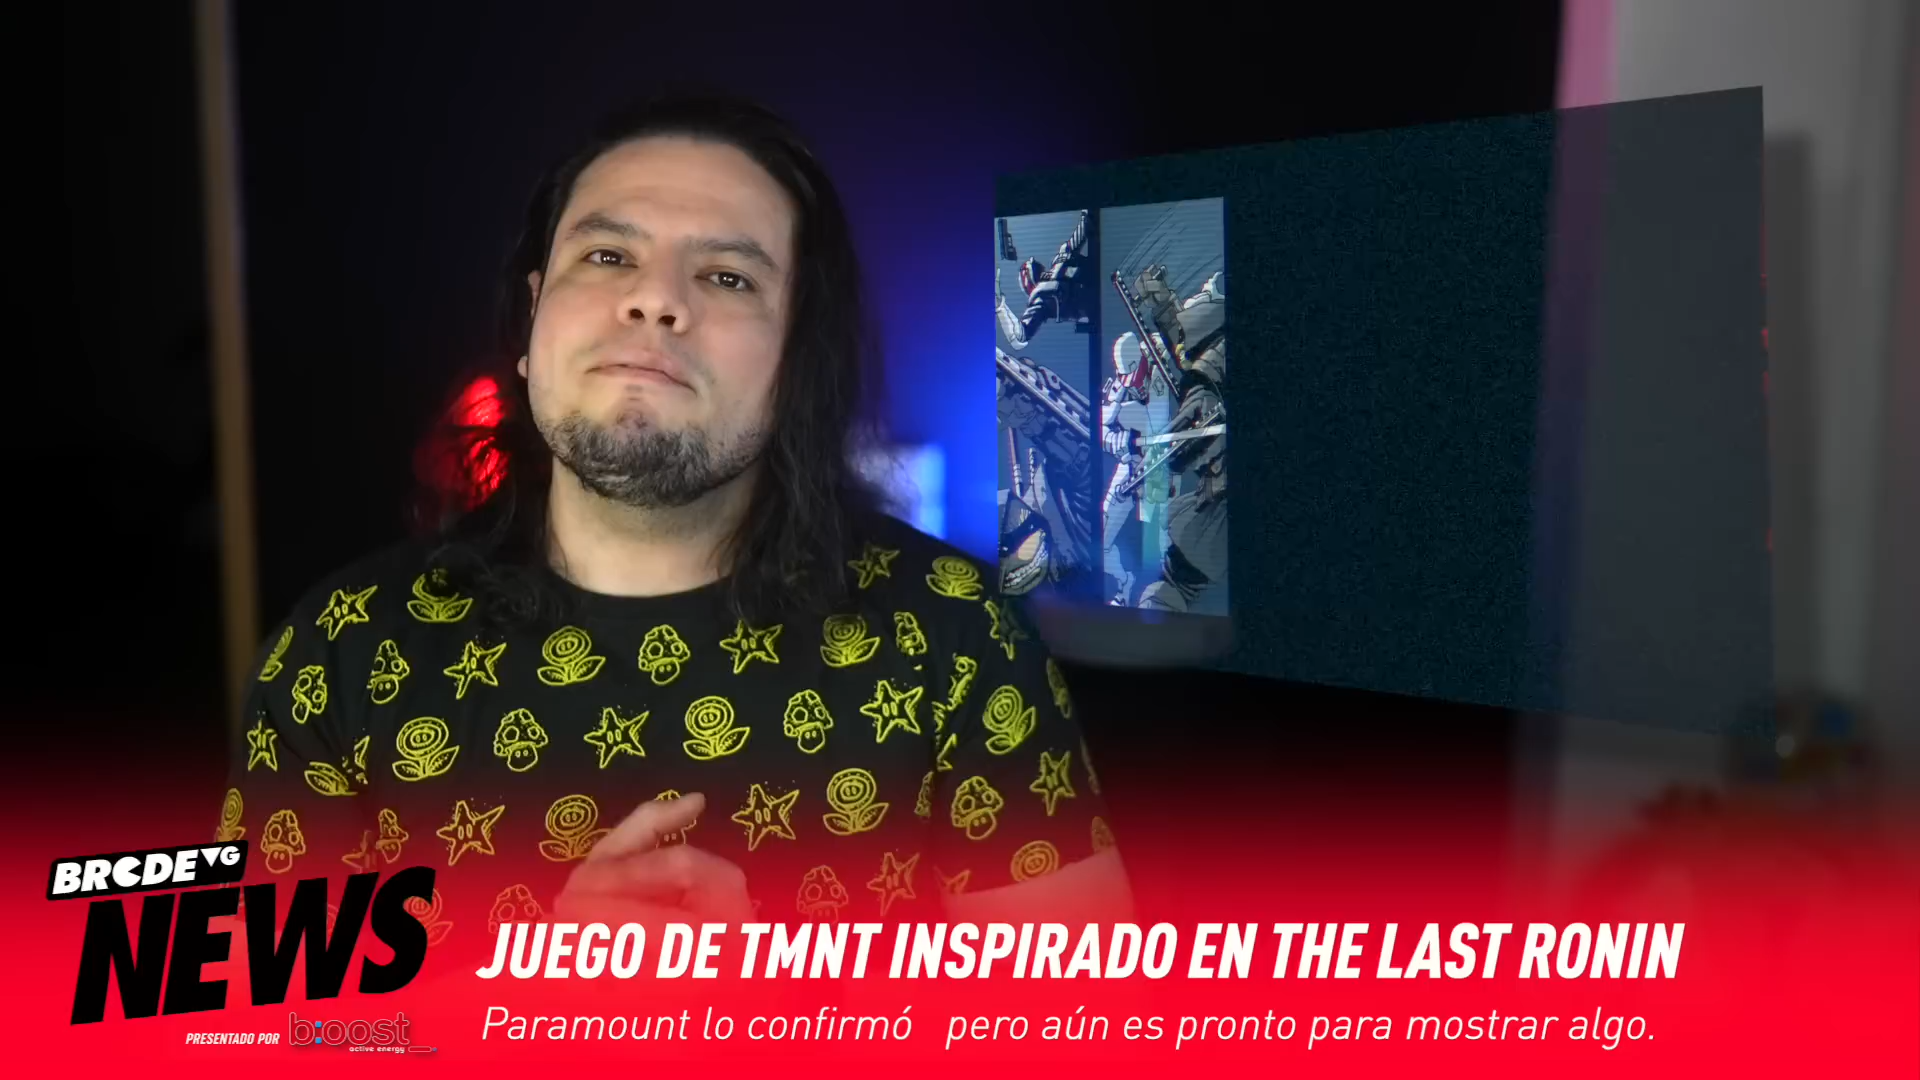 BRCDEVG
NEWS
PRESENTADO POR
b:oost
active energy
JUEGO DE TMNT INSPIRADO EN THE LAST RONIN
Paramount lo confirmó pero aún es pronto para mostrar algo.